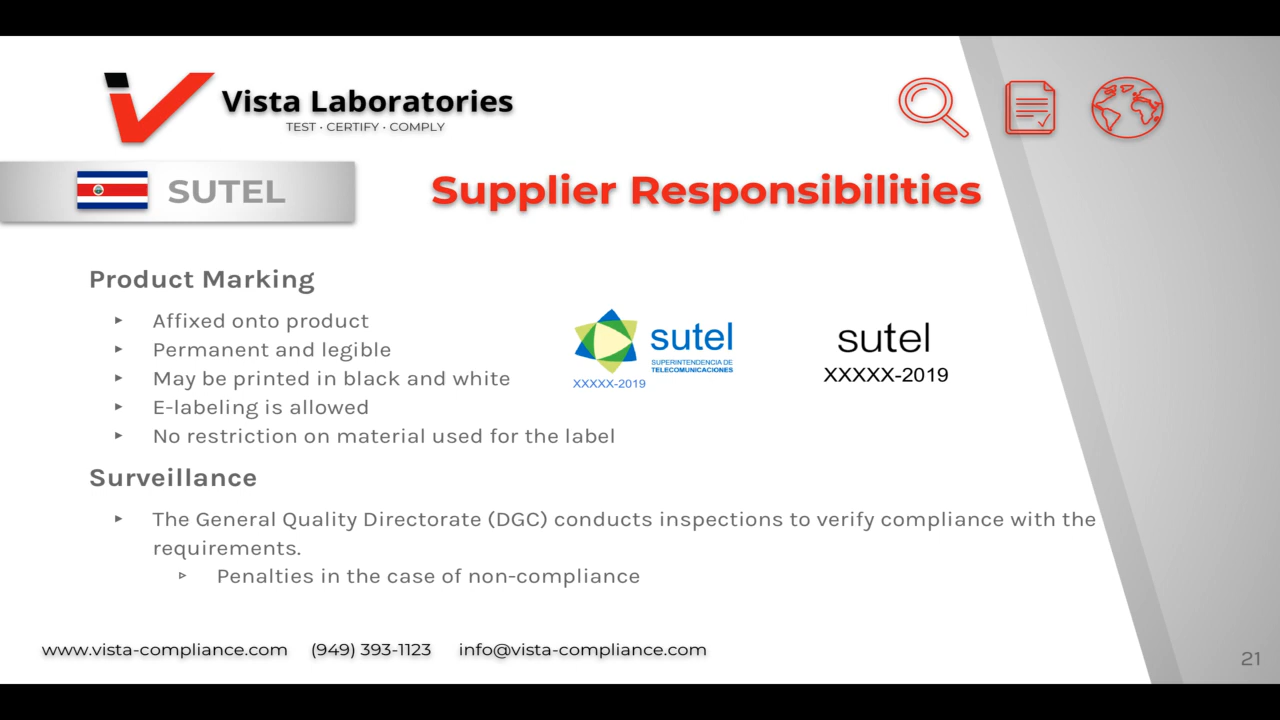 Vista Laboratories
TEST · CERTIFY · COMPLY
SUTEL
Supplier Responsibilities
Product Marking
Affixed onto product
Permanent and legible
May be printed in black and white
E-labeling is allowed
No restriction on material used for the label
sutel
SUPERINTENDENCIA DE
TELECOMUNICACIONES
XXXXX-2019
sutel
XXXXX-2019
Surveillance
The General Quality Directorate (DGC) conducts inspections to verify compliance with the
requirements.
Penalties in the case of non-compliance
www.vista-compliance.com (949) 393-1123 info@vista-compliance.com
21